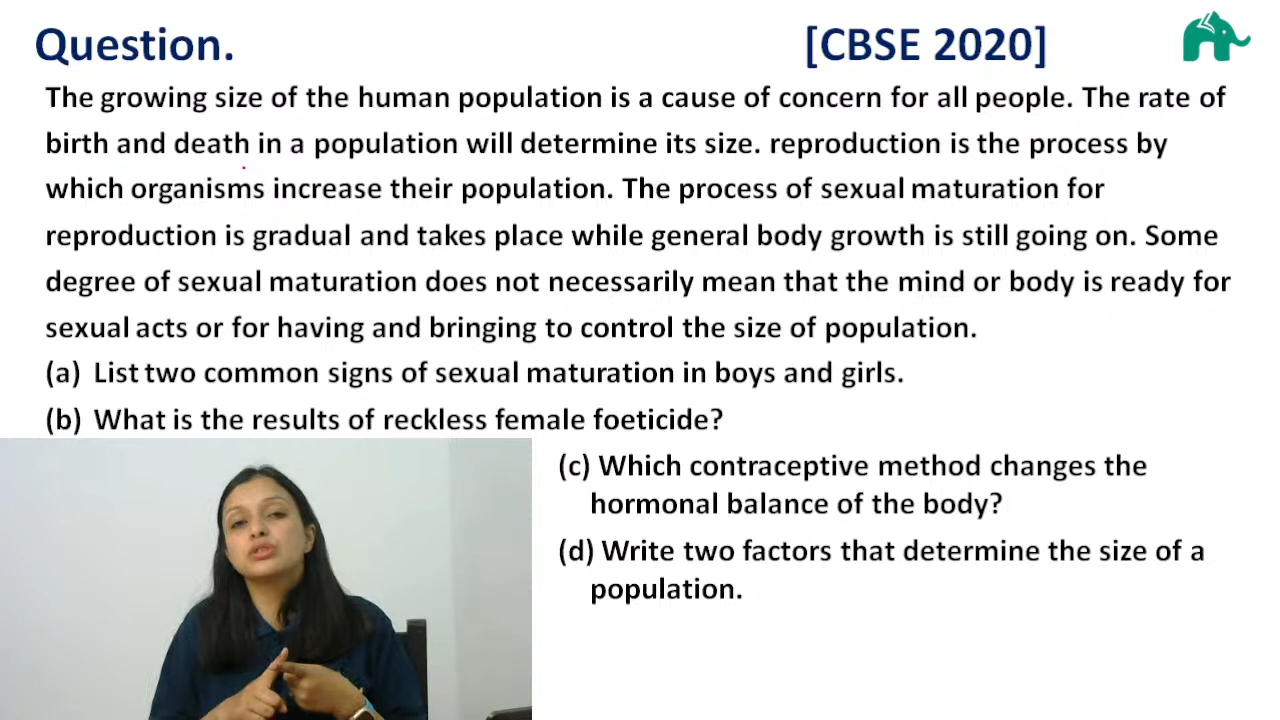 Question.
[CBSE 2020]
The growing size of the human population is a cause of concern for all people. The rate of
birth and death in a population will determine its size. reproduction is the process by
which organisms increase their population. The process of sexual maturation for
reproduction is gradual and takes place while general body growth is still going on. Some
degree of sexual maturation does not necessarily mean that the mind or body is ready for
sexual acts or for having and bringing to control the size of population.
(a) List two common signs of sexual maturation in boys and girls.
(b) What is the results of reckless female foeticide?
(c) Which contraceptive method changes the
hormonal balance of the body?
(d) Write two factors that determine the size of a
population.